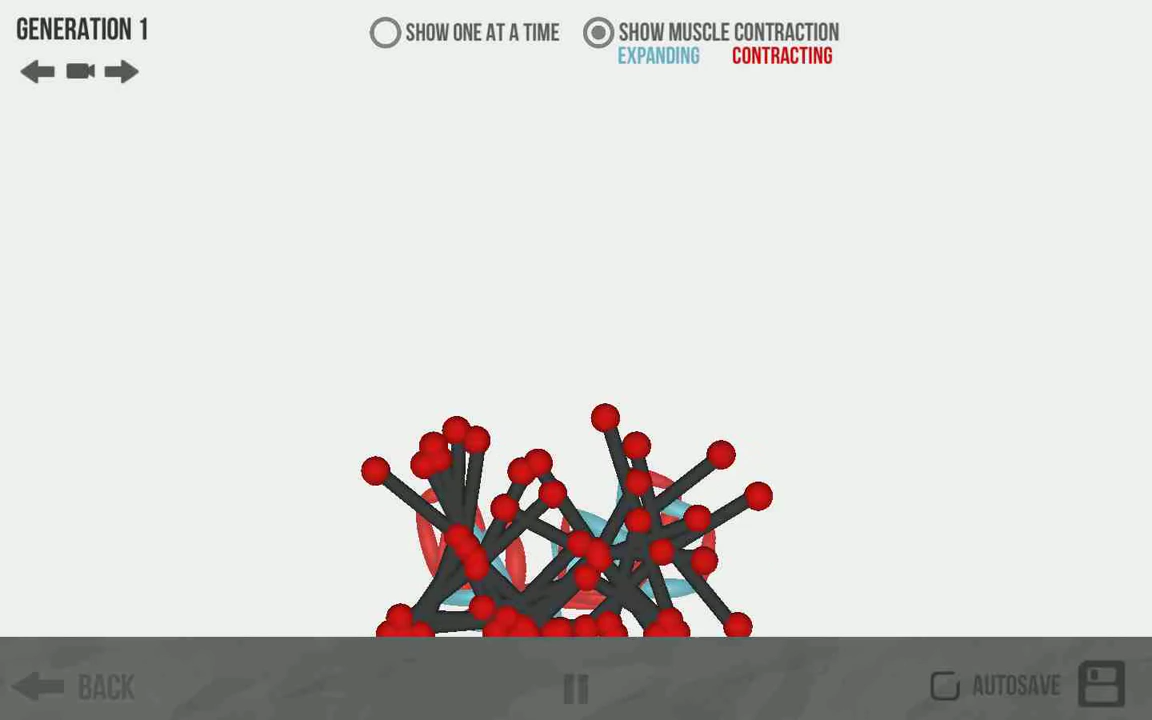 GENERATION 1
SHOW ONE AT A TIME
SHOW MUSCLE CONTRACTION
EXPANDING CONTRACTING
BACK
AUTOSAVE